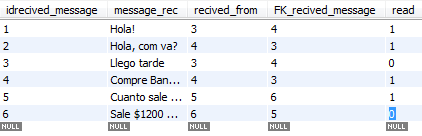 idrecived_message message_rec recived_from FK_recived_message read
1 Hola! 3 4 1
2 Hola, com va? 4 3 1
3 Llego tarde 3 4 0
4 Compre Ban... 4 3 1
5 Cuanto sale ... 5 6 1
6 Sale $1200 ... 6 5 0
NULL NULL NULL NULL NULL